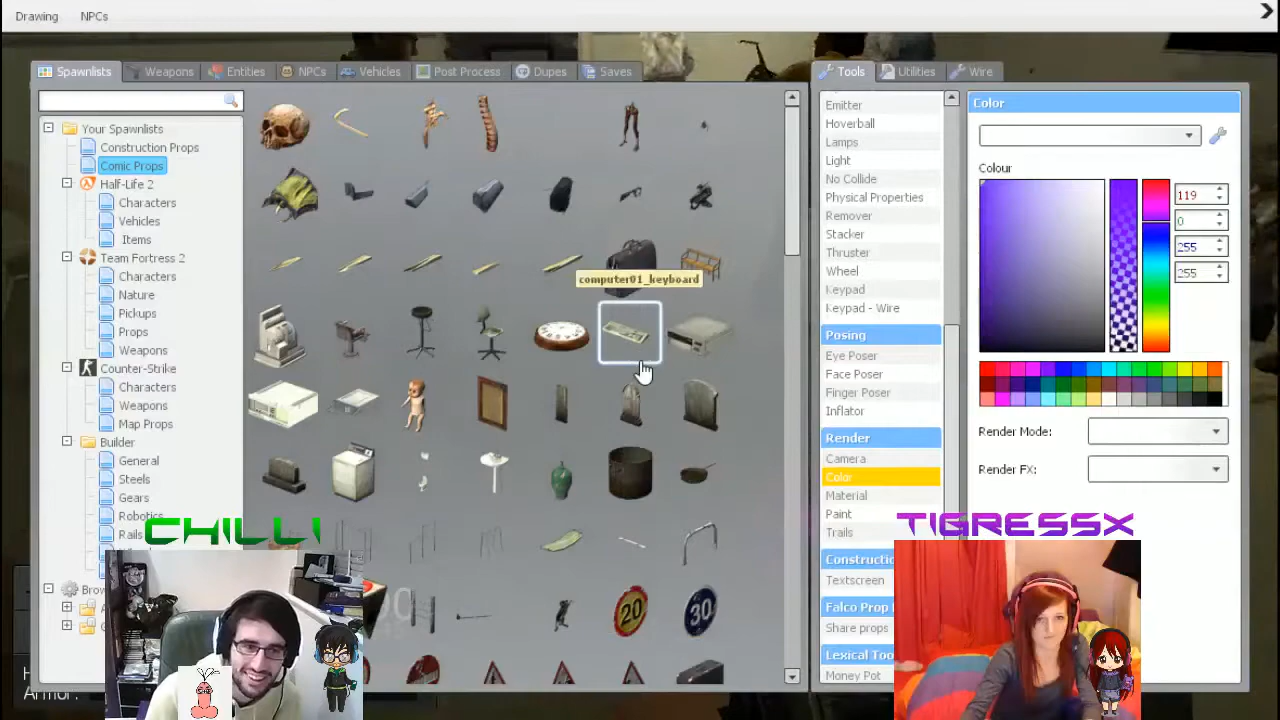 Drawing NPCs
Spawnlists Weapons Entities NPCs Vehicles Post Process Dupes Saves
Tools Utilities Wire
Your Spawnlists
Construction Props
Comic Props
Half-Life 2
Characters
Vehicles
Items
Team Fortress 2
Characters
Nature
Pickups
Props
Weapons
Counter-Strike
Characters
Weapons
Map Props
Builder
General
Steels
Gears
Robotics
Rails
computer01_keyboard
20
30
Emitter
Hoverball
Lamps
Light
No Collide
Physical Properties
Remover
Stacker
Thruster
Wheel
Keypad
Keypad - Wire
Posing
Eye Poser
Face Poser
Finger Poser
Inflator
Render
Camera
Color
Material
Paint
Trails
Textscreen
Falco Prop
Share props
Lexical
Money Pot
Color
Colour
119
0
255
255
Render Mode:
Render FX:
CHILLI
TIGRESSX